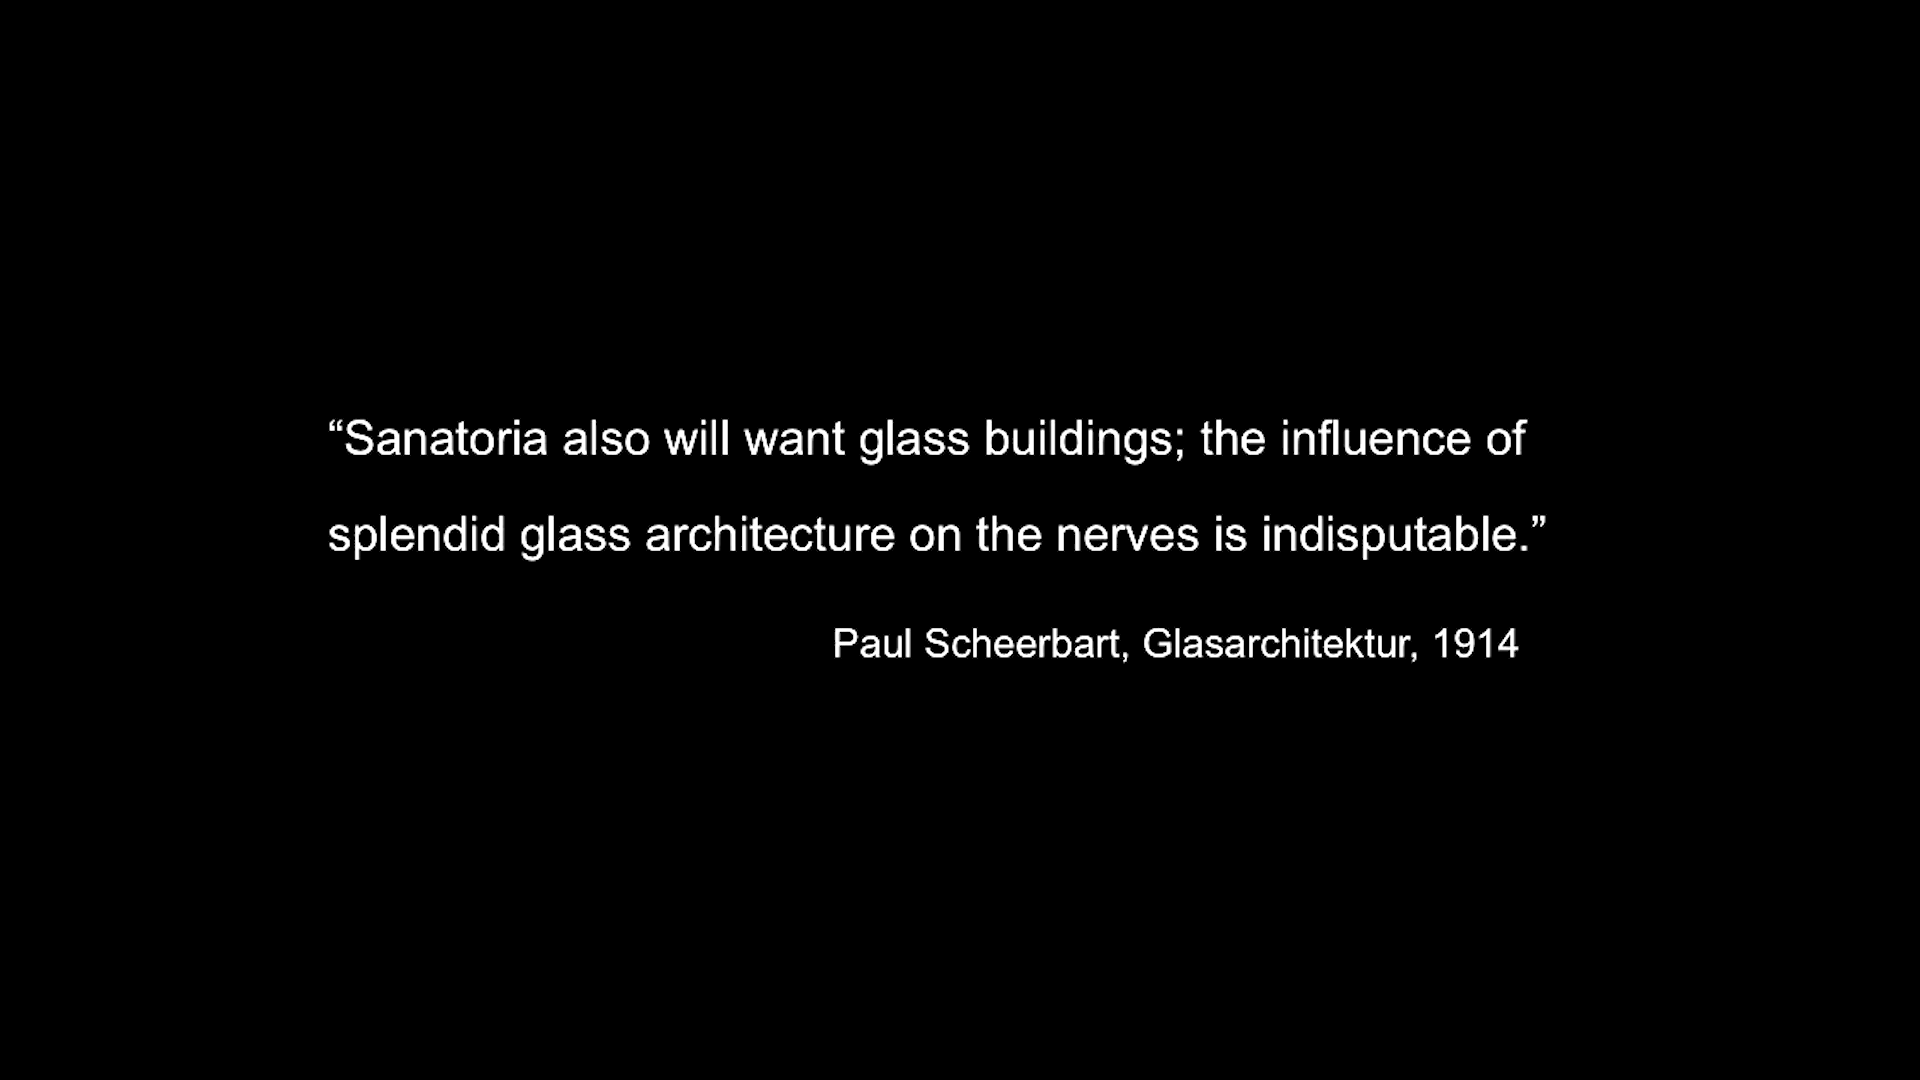 “Sanatoria also will want glass buildings; the influence of
splendid glass architecture on the nerves is indisputable.”
Paul Scheerbart, Glasarchitektur, 1914